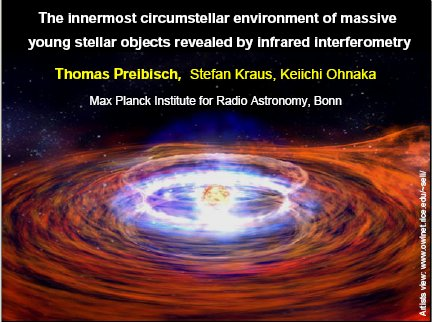 The innermost circumstellar environment of massive
young stellar objects revealed by infrared interferometry
Thomas Preibisch, Stefan Kraus, Keiichi Ohnaka
Max Planck Institute for Radio Astronomy, Bonn
Artists view: www.owlnet.rice.edu/~sell/